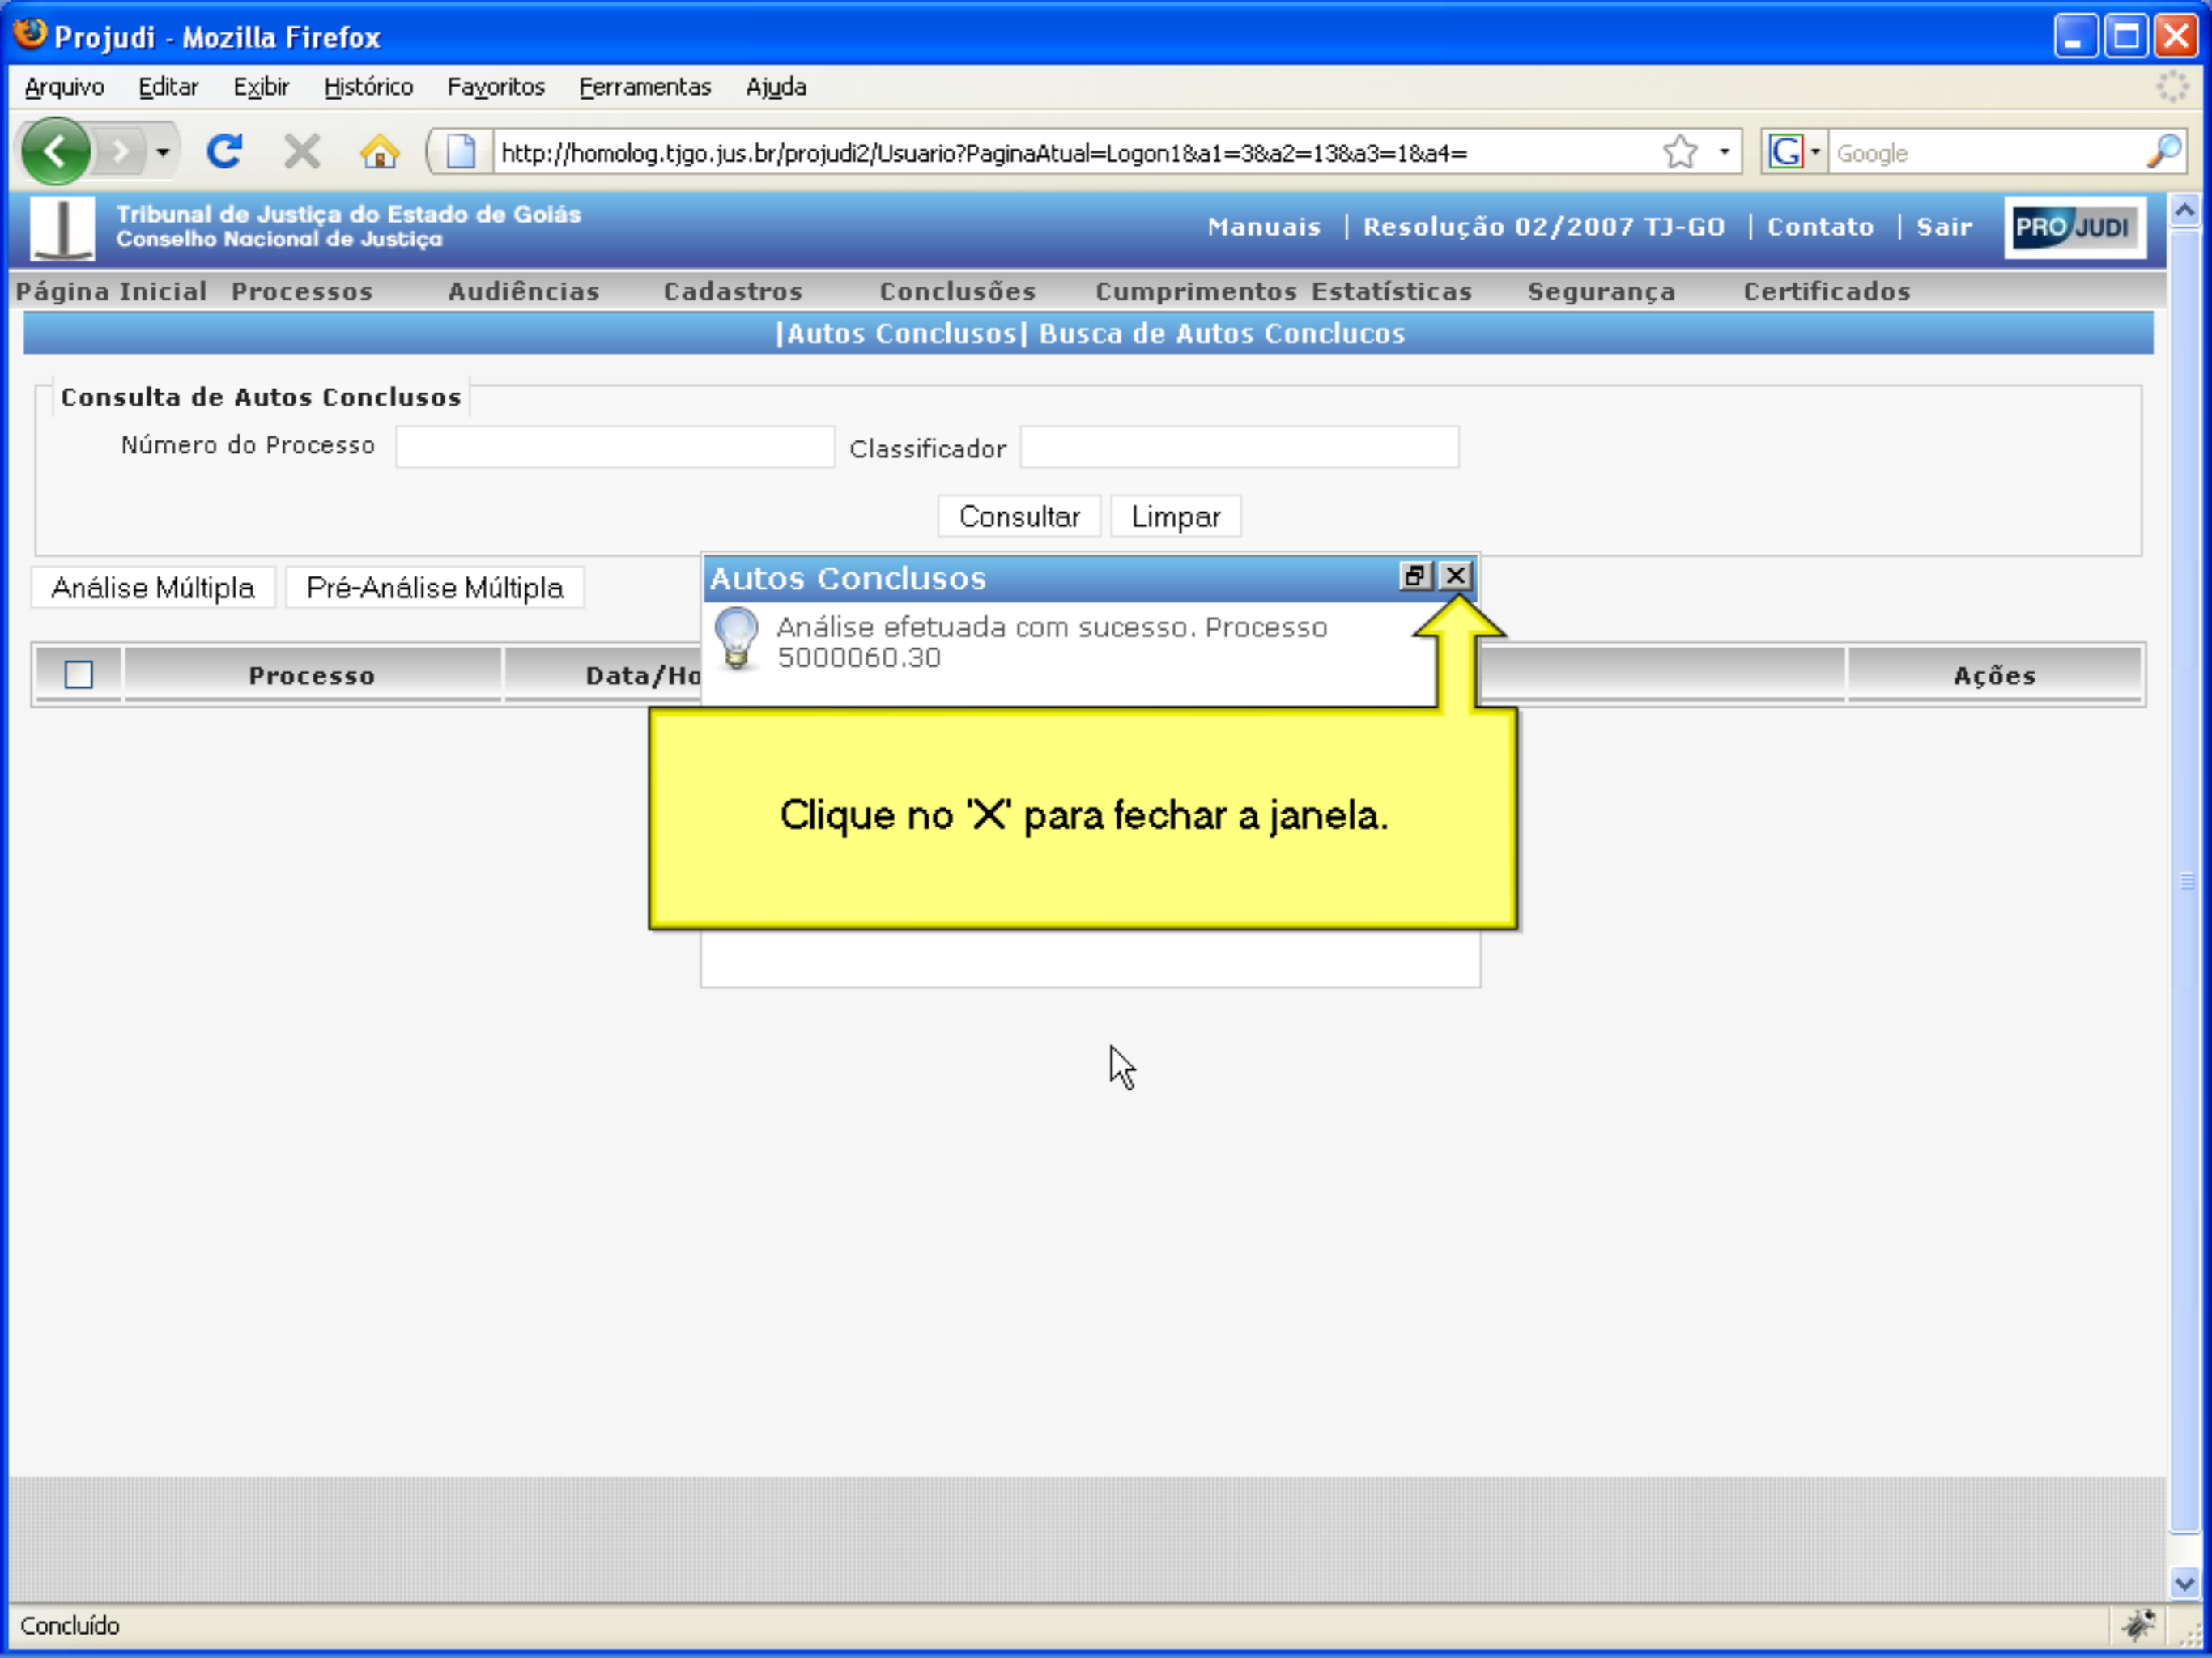 Projudi - Mozilla Firefox
Arquivo Editar Exibir Histórico Favoritos Ferramentas Ajuda
http://homolog.tjgo.jus.br/projudi2/Usuario?PaginaAtual=Logon1&a1=3&a2=13&a3=1&a4=
Google
Tribunal de Justiça do Estado de Goiás
Conselho Nacional de Justiça
Manuais | Resolução 02/2007 TJ-GO | Contato | Sair
PROJUDI
Página Inicial Processos Audiências Cadastros Conclusões Cumprimentos Estatísticas Segurança Certificados
|Autos Conclusos| Busca de Autos Conclucos
Consulta de Autos Conclusos
Número do Processo Classificador
Consultar Limpar
Análise Múltipla Pré-Análise Múltipla
Autos Conclusos
Análise efetuada com sucesso. Processo
5000060.30
Processo Data/Ho Ações
Clique no 'X' para fechar a janela.
Concluído